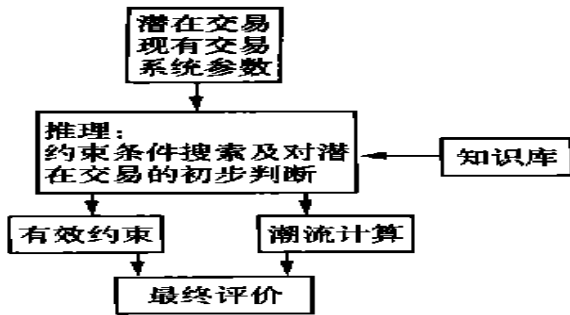 潜在交易
现有交易
系统参数
推理：
约束条件搜索及对潜
在交易的初步判断
知识库
有效约束
潮流计算
最终评价